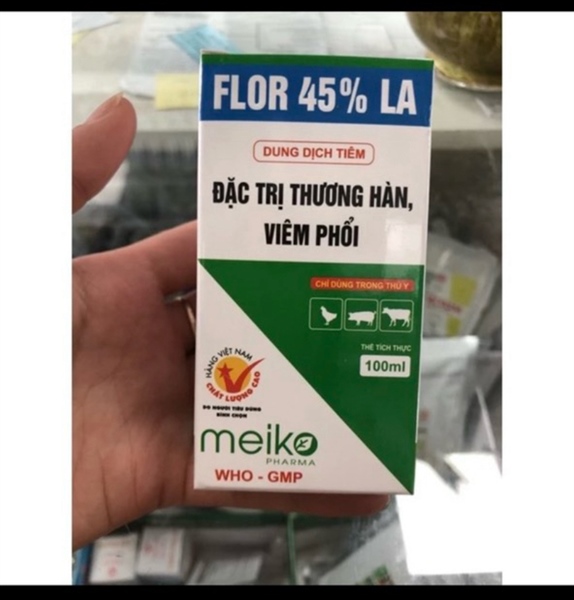 FLOR 45% LA
DUNG DỊCH TIÊM
ĐẶC TRỊ THƯƠNG HÀN,
VIÊM PHỔI
CHỈ DÙNG TRONG THÚ Y
THỂ TÍCH THỰC
100ml
HÀNG VIỆT NAM
CHẤT LƯỢNG CAO
DO NGƯỜI TIÊU DÙNG
BÌNH CHỌN
meiko
PHARMA
WHO - GMP